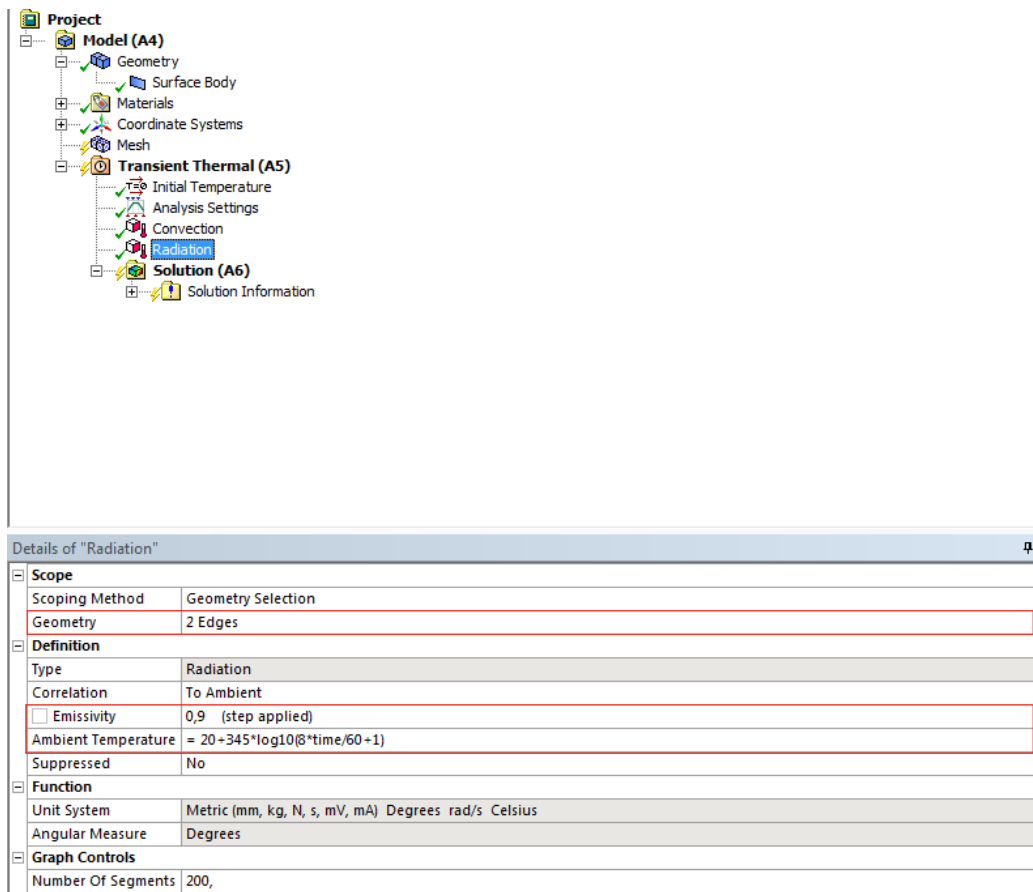 Project
Model (A4)
Geometry
Surface Body
Materials
Coordinate Systems
Mesh
Transient Thermal (A5)
T=0 Initial Temperature
Analysis Settings
Convection
Radiation
Solution (A6)
Solution Information
Details of "Radiation"
Scope
Scoping Method Geometry Selection
Geometry 2 Edges
Definition
Type Radiation
Correlation To Ambient
Emissivity 0,9 (step applied)
Ambient Temperature = 20+345*log10(8*time/60+1)
Suppressed No
Function
Unit System Metric (mm, kg, N, s, mV, mA) Degrees rad/s Celsius
Angular Measure Degrees
Graph Controls
Number Of Segments 200,